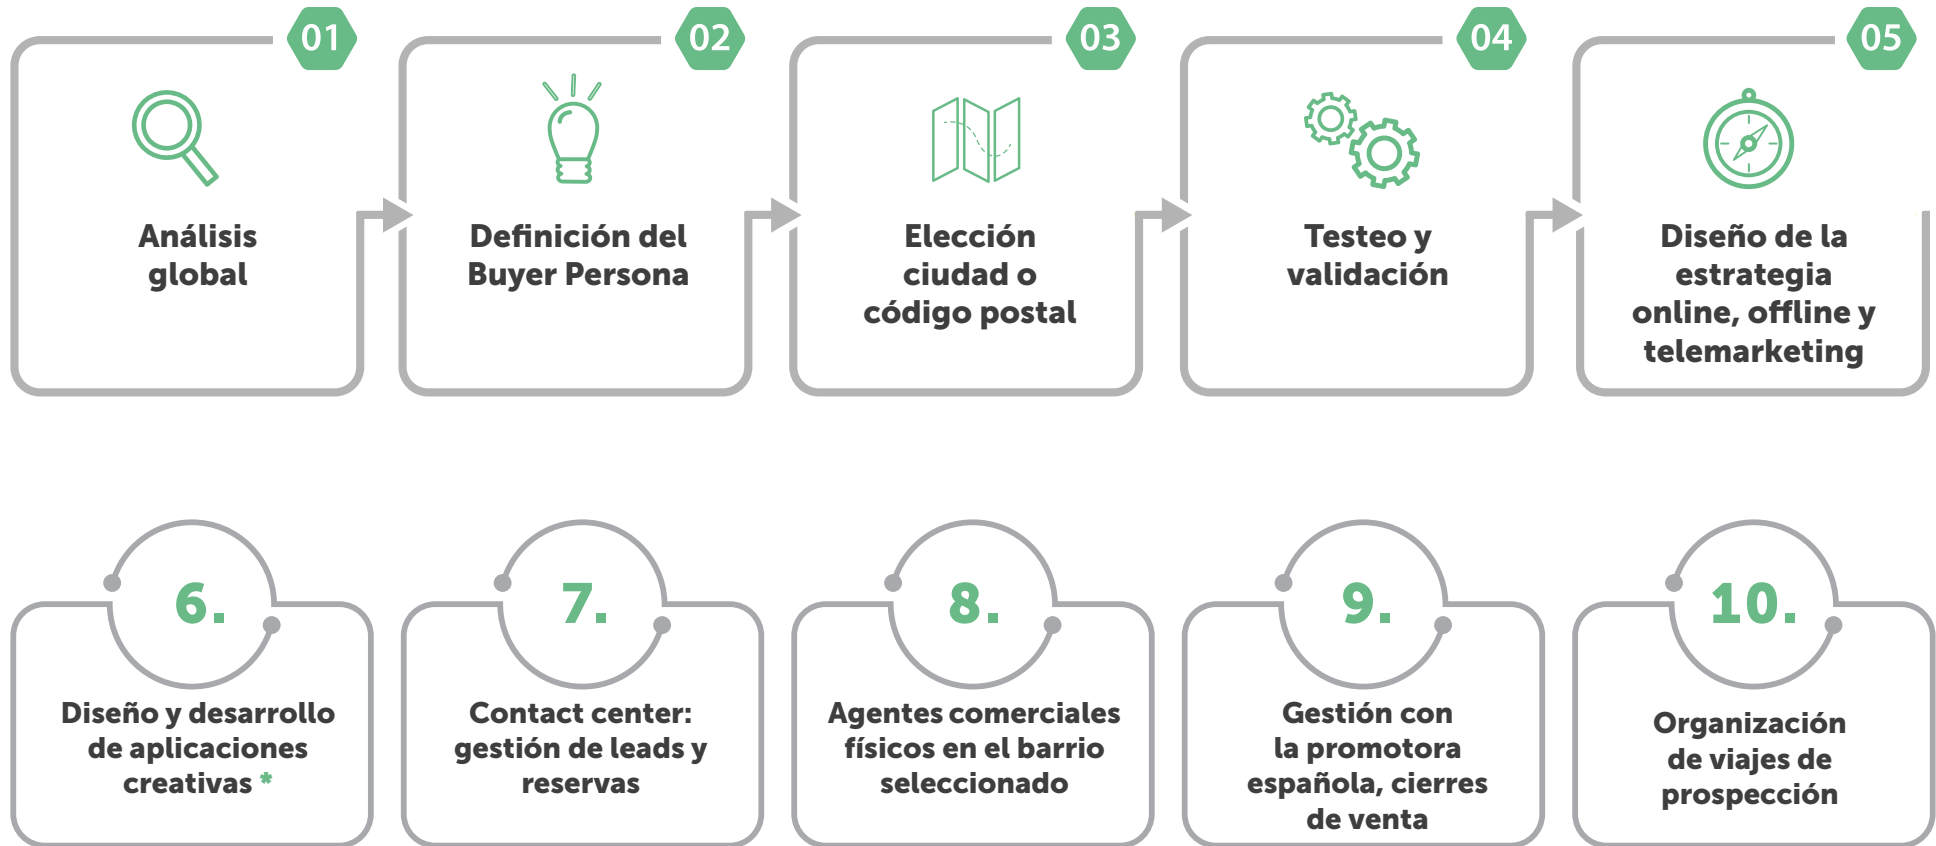 01
Análisis
global
02
Definición del
Buyer Persona
03
Elección
ciudad o
código postal
04
Testeo y
validación
05
Diseño de la
estrategia
online, offline y
telemarketing
6.
Diseño y desarrollo
de aplicaciones
creativas *
7.
Contact center:
gestión de leads y
reservas
8.
Agentes comerciales
físicos en el barrio
seleccionado
9.
Gestión con
la promotora
española, cierres
de venta
10.
Organización
de viajes de
prospección